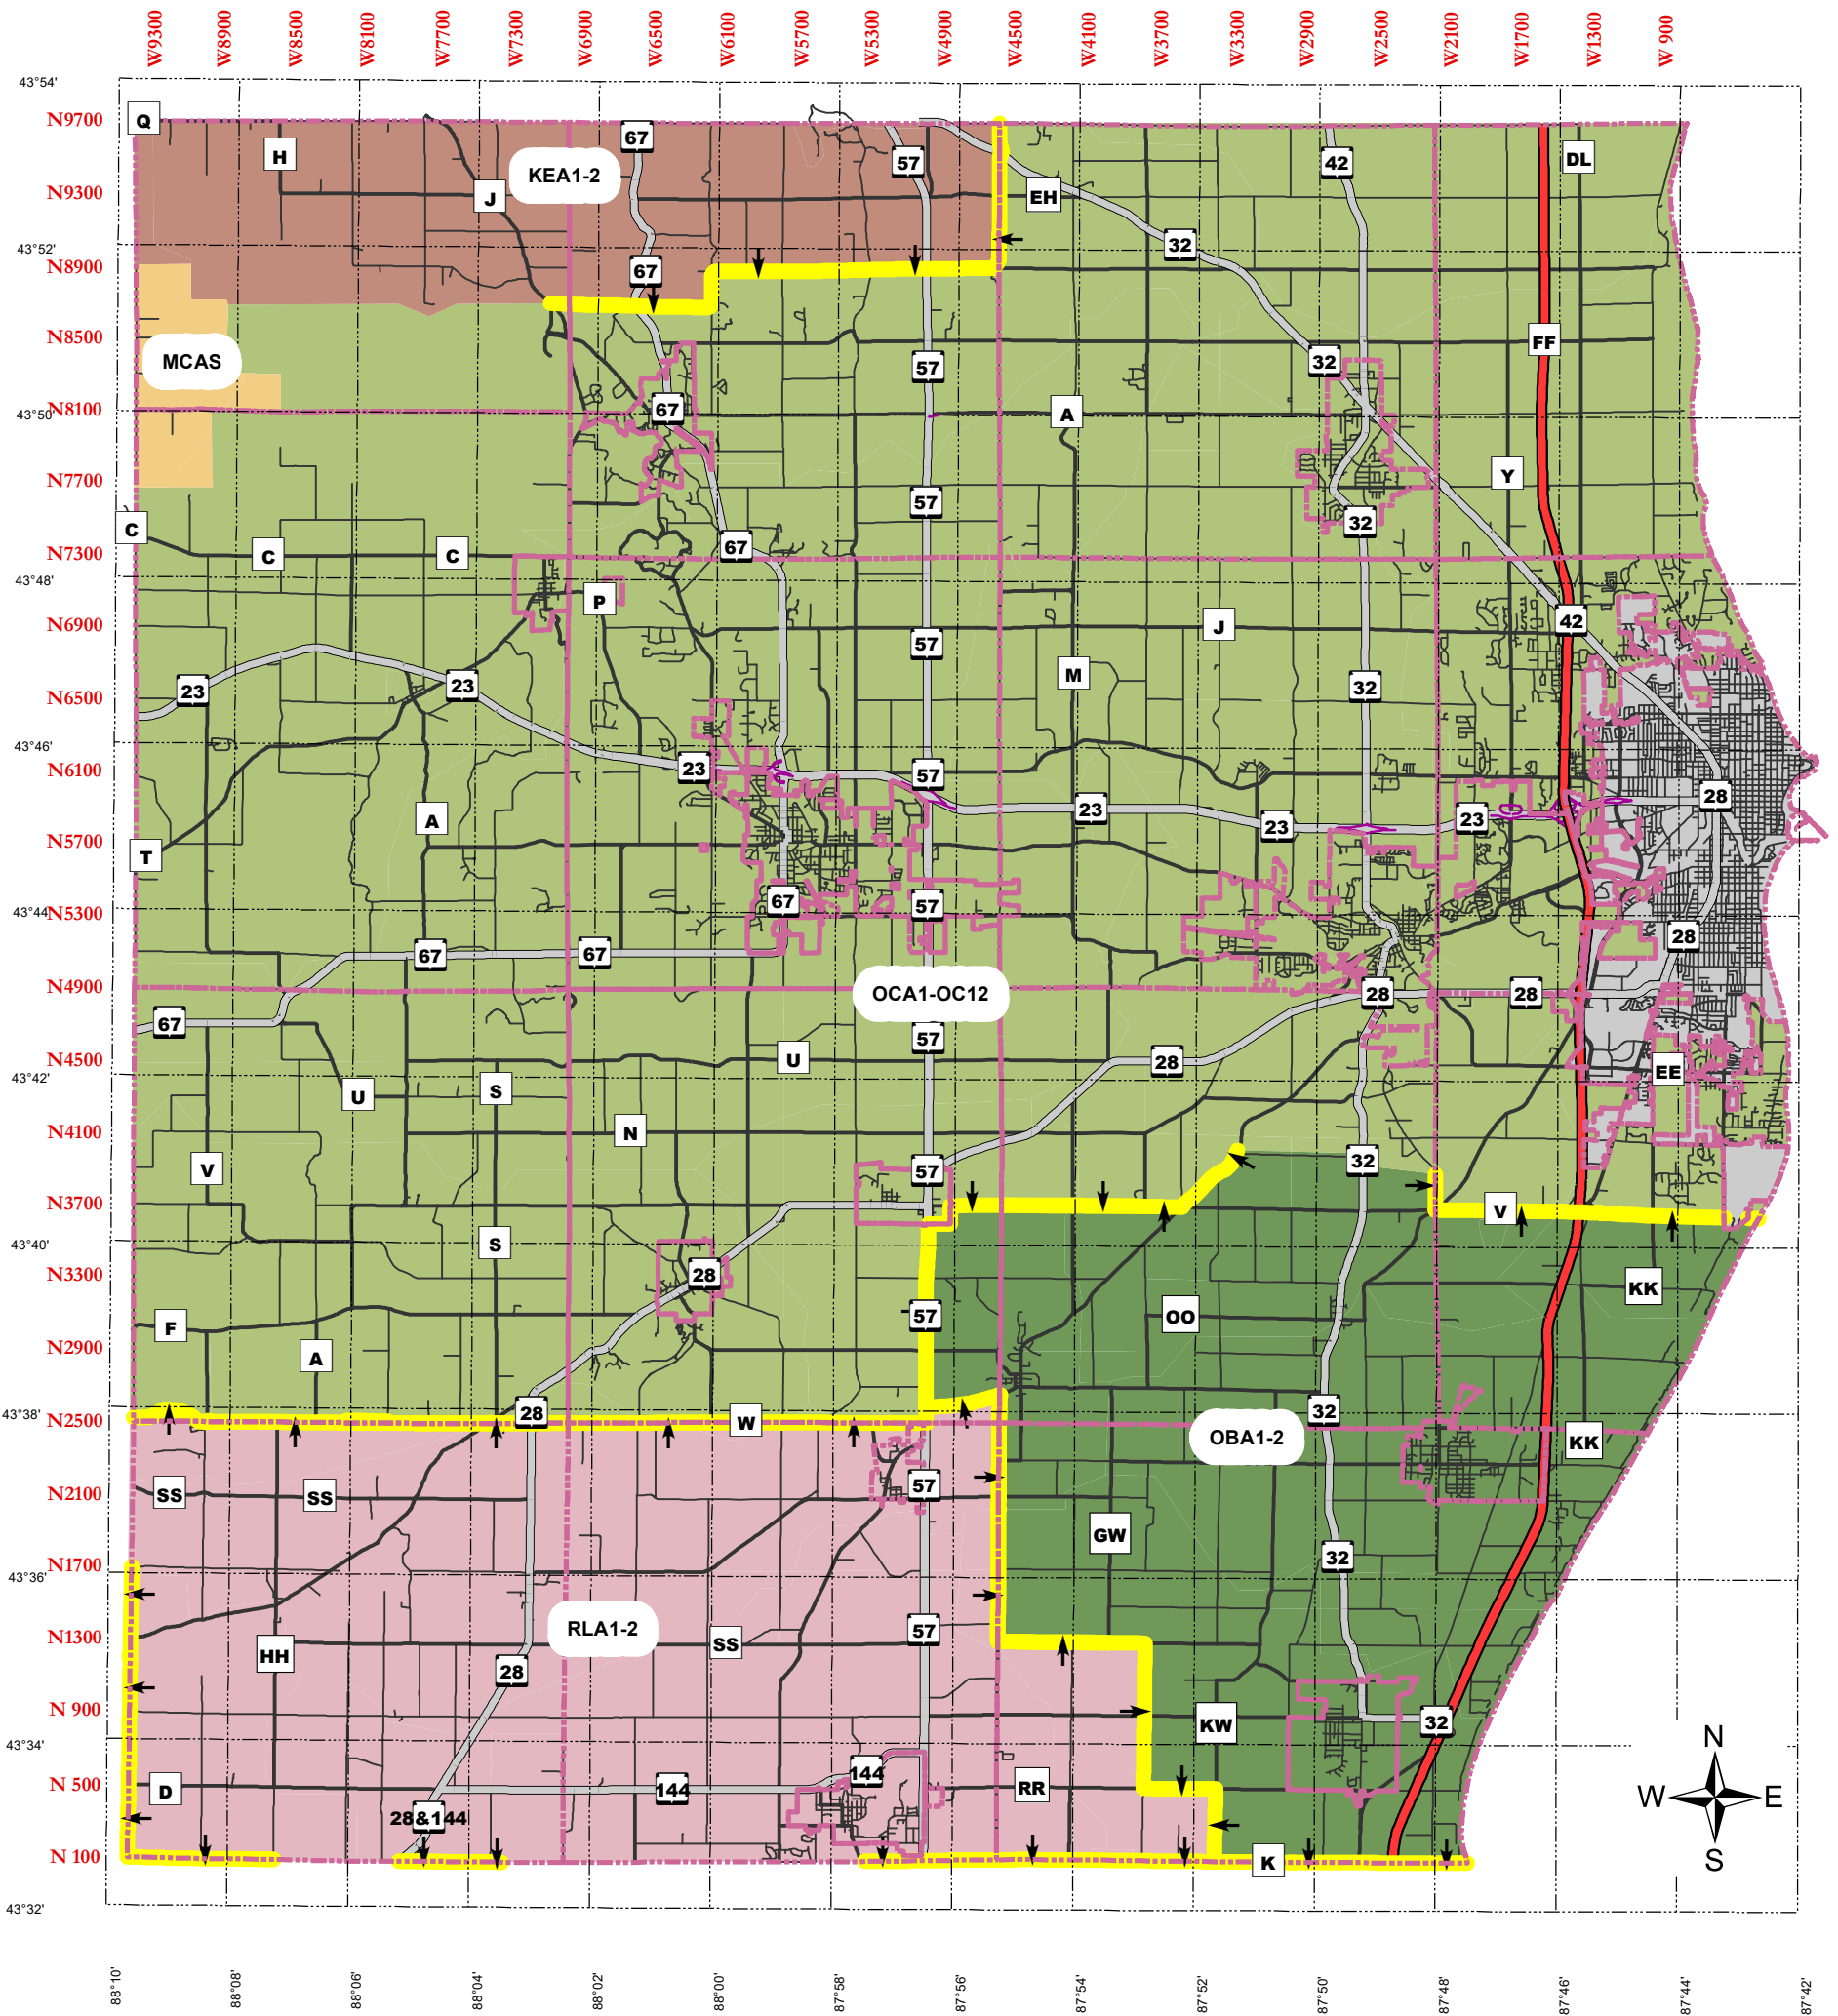 W9300 W8900 W8500 W8100 W7700 W7300 W6900 W6500 W6100 W5700 W5300 W4900 W4500 W4100 W3700 W3300 W2900 W2500 W2100 W1700 W1300 W 900
43°54'
N9700 Q
67
57 42 DL
H
KEA1-2
N9300 J EH
32
43°52'
N8900 67
N8500 FF
MCAS 57 32
43°50' N8100 67 A
N7700 Y
57
C 32
N7300 C C 67
43°48'
P
N6900 42
57 J
M
N6500 23 23 32
43°46'
N6100 23 57
28
A 23 23 23
N5700
T
67 57
43°44' N5300
28
67 67
N4900 OCA1-OC12 28 28
67
57
N4500 U 28
EE
43°42'
U S
N4100 N
32
V 57
N3700 V
43°40' S
N3300 28
KK
57 OO
F
N2900 A
43°38' N2500 28 W 32
OBA1-2 KK
57
N2100 SS SS
GW
N1700 32
43°36'
RLA1-2 57
N1300 SS
HH
28
N 900 KW 32
43°34' N
144
N 500 D 144 RR
W E
28&144
N 100 K S
43°32'
88°10' 88°08' 88°06' 88°04' 88°02' 88°00' 87°58' 87°56' 87°54' 87°52' 87°50' 87°48' 87°46' 87°44' 87°42'